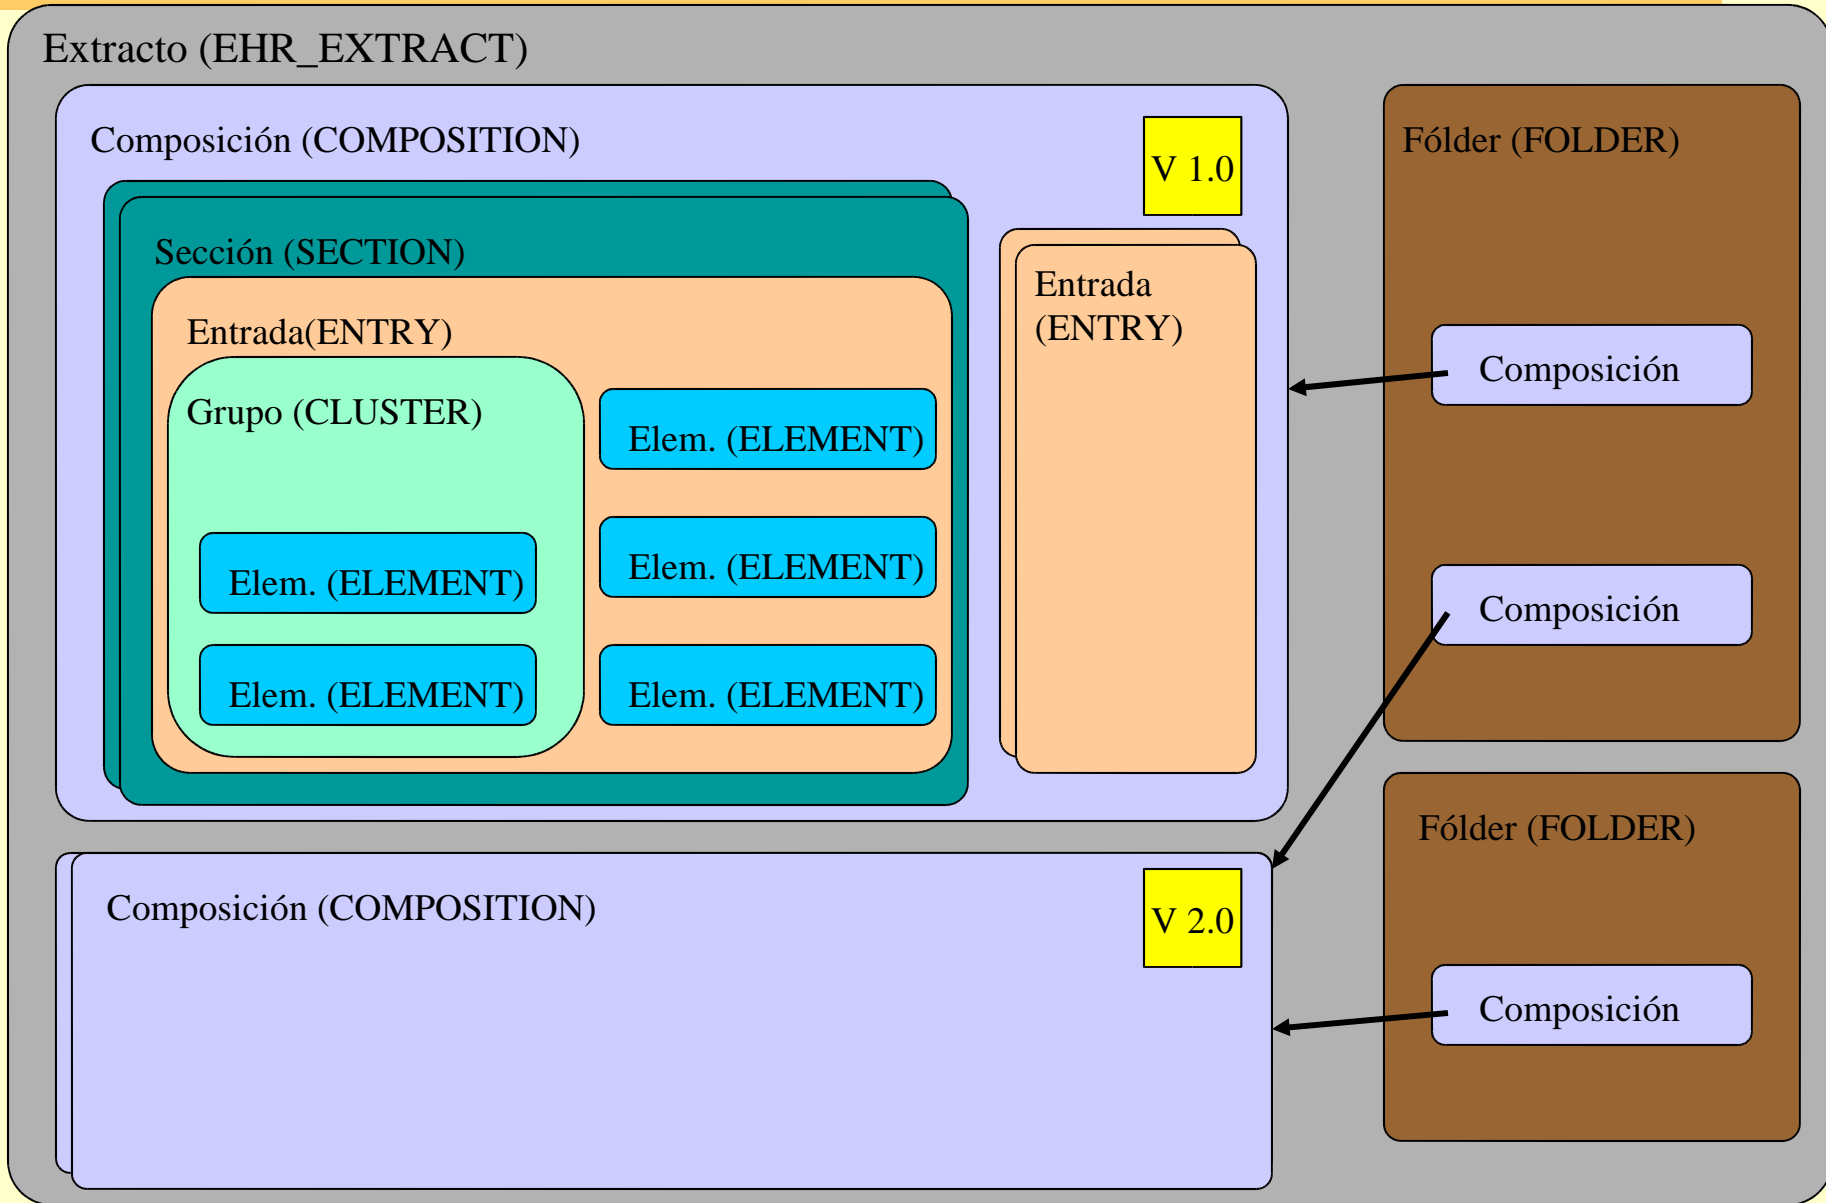 Extracto (EHR_EXTRACT)
Composición (COMPOSITION)
V 1.0
Sección (SECTION)
Entrada(ENTRY)
Grupo (CLUSTER)
Elem. (ELEMENT)
Elem. (ELEMENT)
Elem. (ELEMENT)
Elem. (ELEMENT)
Elem. (ELEMENT)
Entrada
(ENTRY)
Composición (COMPOSITION)
V 2.0
Fólder (FOLDER)
Composición
Composición
Fólder (FOLDER)
Composición